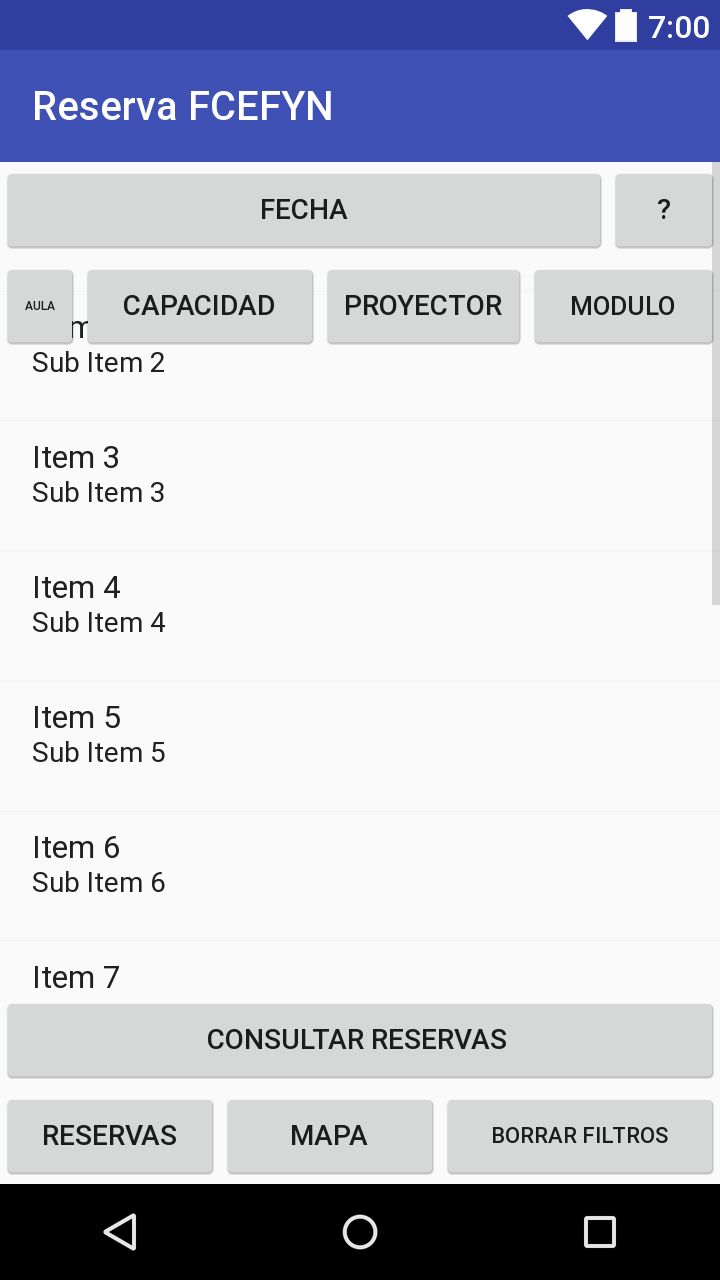 7:00
Reserva FCEFYN
FECHA ?
AULA CAPACIDAD PROYECTOR MODULO
Sub Item 2
Item 3
Sub Item 3
Item 4
Sub Item 4
Item 5
Sub Item 5
Item 6
Sub Item 6
Item 7
CONSULTAR RESERVAS
RESERVAS MAPA BORRAR FILTROS